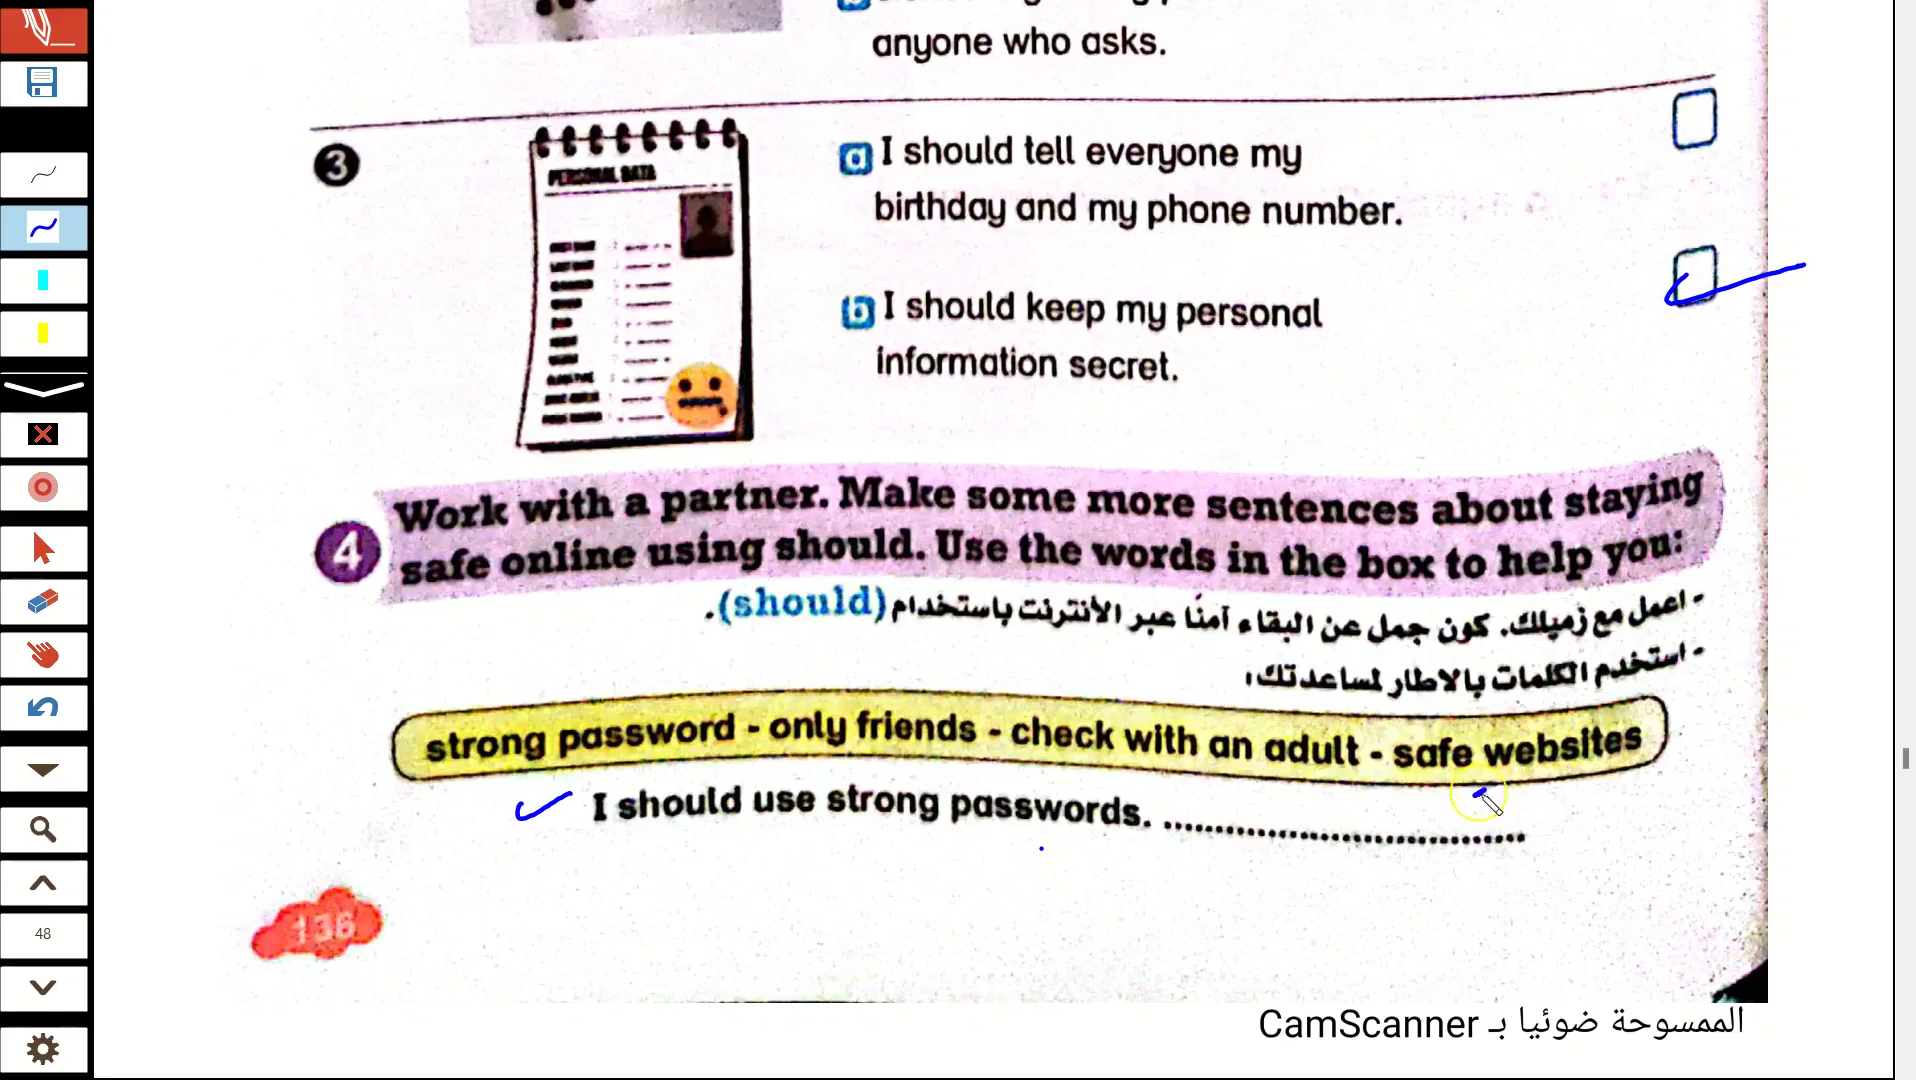 anyone who asks.
3
PERSONAL DATA
a I should tell everyone my
birthday and my phone number.
b I should keep my personal
information secret.
4 Work with a partner. Make some more sentences about staying
safe online using should. Use the words in the box to help you:
- اعمل مع زميلك. كون جمل عن البقاء آمنًا عبر الأنترنت باستخدام (should).
- استخدم الكلمات بالاطار لمساعدتك:
strong password - only friends - check with an adult - safe websites
I should use strong passwords. ....................................
136
48
الممسوحة ضوئيا بـ CamScanner